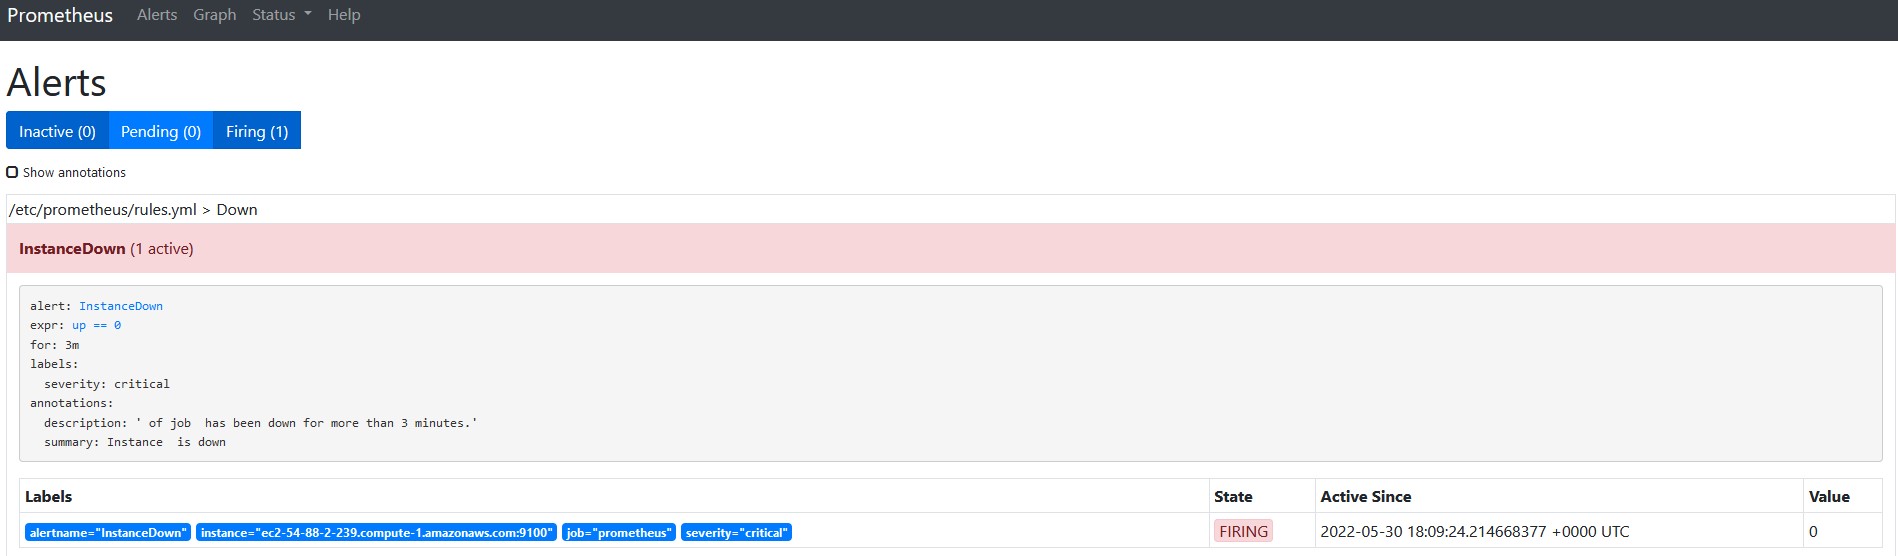 Prometheus Alerts Graph Status Help
Alerts
Inactive (0) Pending (0) Firing (1)
Show annotations
/etc/prometheus/rules.yml > Down
InstanceDown (1 active)
alert: InstanceDown
expr: up == 0
for: 3m
labels:
  severity: critical
annotations:
  description: ' of job  has been down for more than 3 minutes.'
  summary: Instance  is down
Labels State Active Since Value
alertname="InstanceDown" instance="ec2-54-88-2-239.compute-1.amazonaws.com:9100" job="prometheus" severity="critical" FIRING 2022-05-30 18:09:24.214668377 +0000 UTC 0